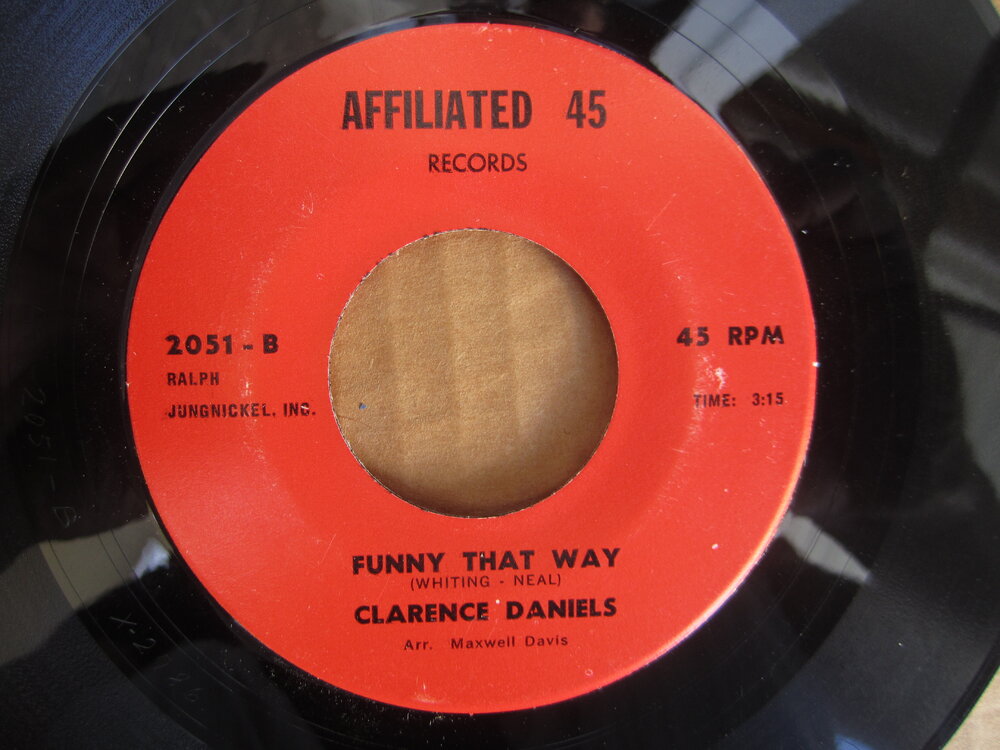 AFFILIATED 45
RECORDS
2051-B
RALPH
JUNGNICKEL, INC.
45 RPM
TIME: 3:15
FUNNY THAT WAY
(WHITING - NEAL)
CLARENCE DANIELS
Arr. Maxwell Davis
2051-B